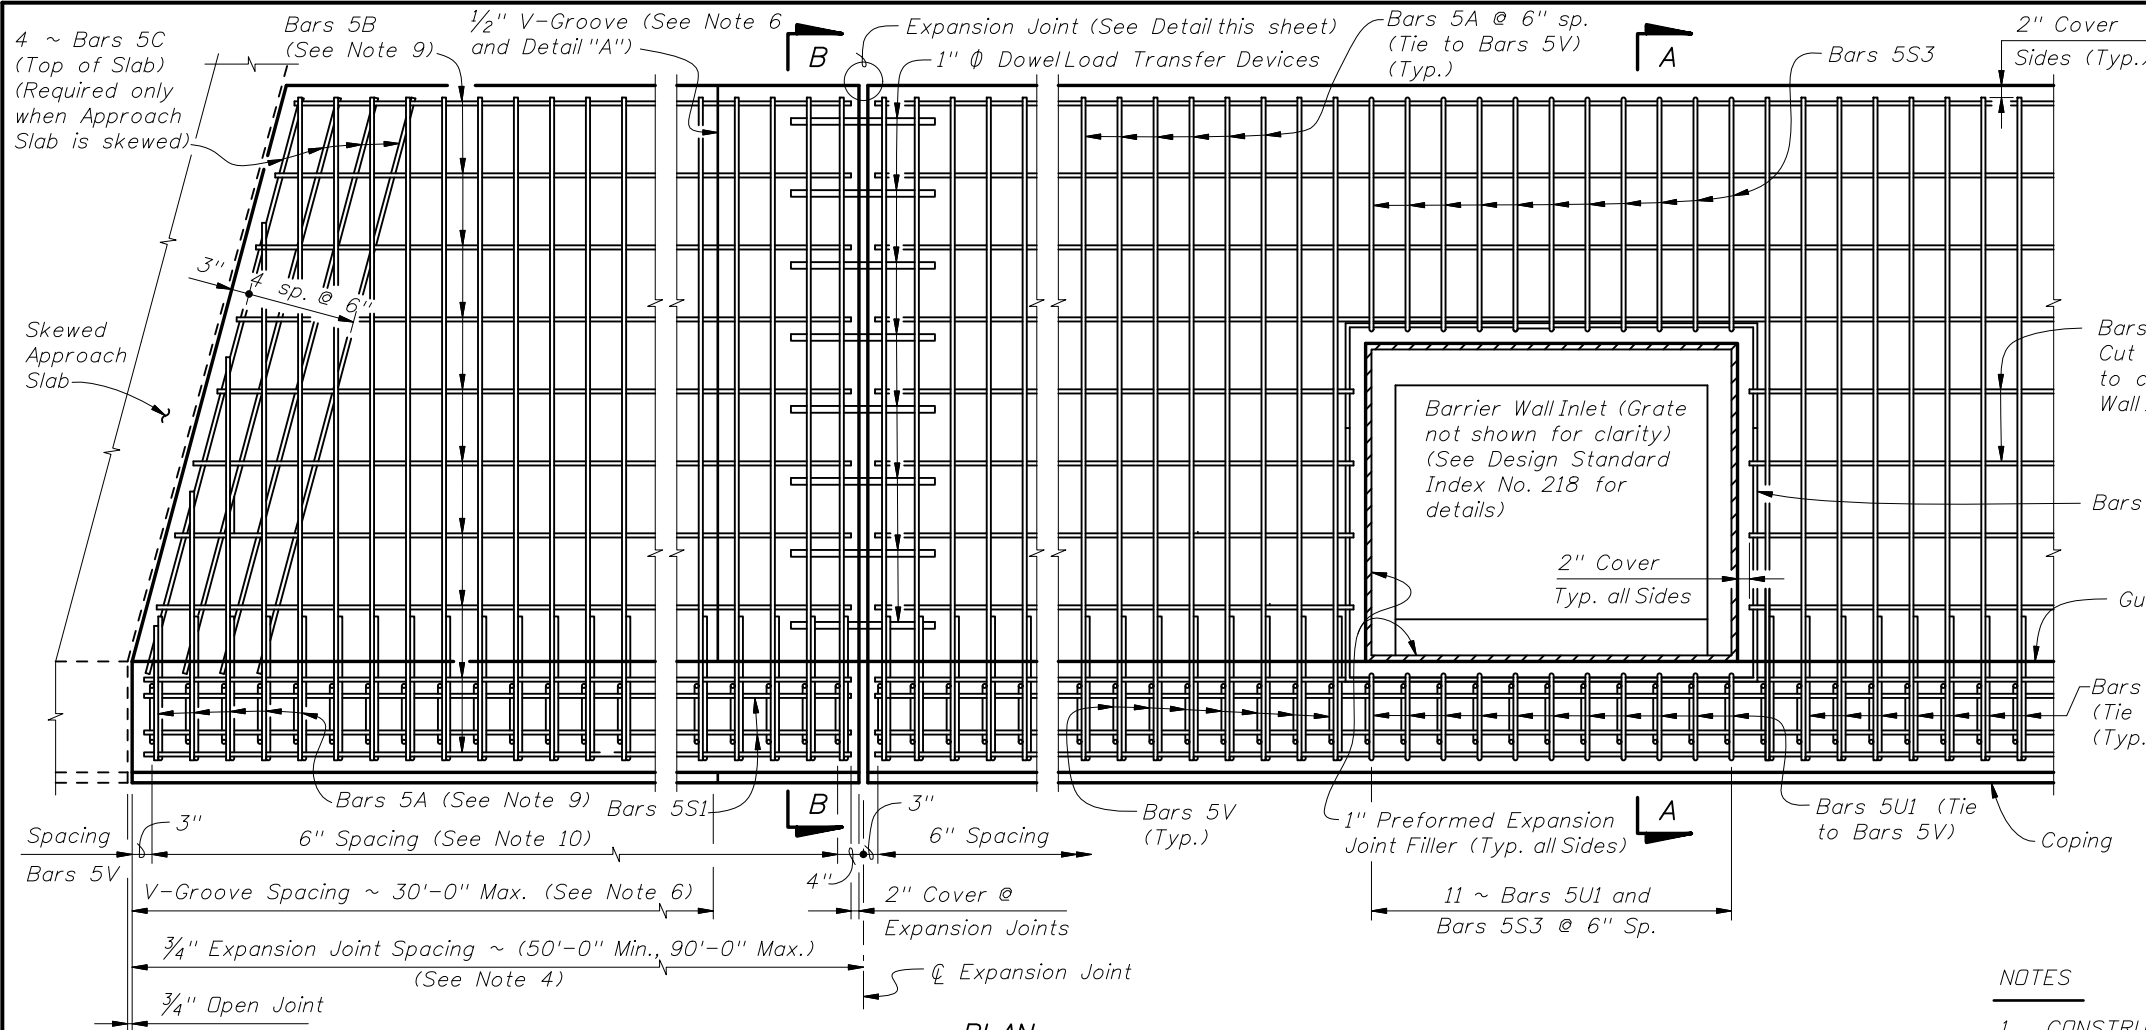 4 ~ Bars 5C
(Top of Slab)
(Required only
when Approach
Slab is skewed)
Bars 5B
(See Note 9)
1/2" V-Groove (See Note 6
and Detail "A")
B
Expansion Joint (See Detail this sheet)
1" Φ Dowel Load Transfer Devices
Bars 5A @ 6" sp.
(Tie to Bars 5V)
(Typ.)
A
Bars 5S3
2" Cover
Sides (Typ.)
3"
4 sp. @ 6"
Skewed
Approach
Slab
Barrier Wall Inlet (Grate
not shown for clarity)
(See Design Standard
Index No. 218 for
details)
2" Cover
Typ. all Sides
Bars
Cut
to c
Wall
Bars
Gu
Bars
(Tie
(Typ.
Bars 5A (See Note 9)
Bars 5S1
B
3"
Bars 5V
(Typ.)
1" Preformed Expansion
Joint Filler (Typ. all Sides)
A
Bars 5U1 (Tie
to Bars 5V)
Coping
Spacing
Bars 5V
3"
6" Spacing (See Note 10)
6" Spacing
4"
V-Groove Spacing ~ 30'-0" Max. (See Note 6)
2" Cover @
Expansion Joints
11 ~ Bars 5U1 and
Bars 5S3 @ 6" Sp.
3/4" Expansion Joint Spacing ~ (50'-0" Min., 90'-0" Max.)
(See Note 4)
℄ Expansion Joint
3/4" Open Joint
PLAN
NOTES
1. CONSTRU